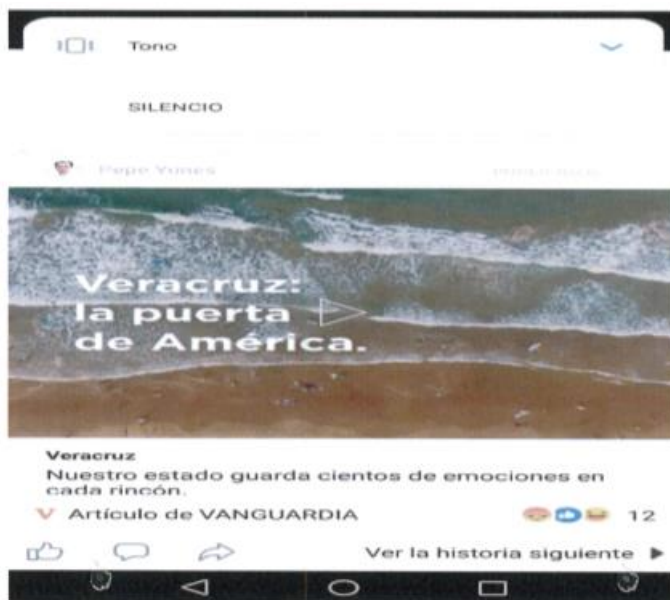 Tono
SILENCIO
Pepe Yunes
Veracruz:
la puerta
de América.
Veracruz
Nuestro estado guarda cientos de emociones en
cada rincón.
V Artículo de VANGUARDIA
12
Ver la historia siguiente